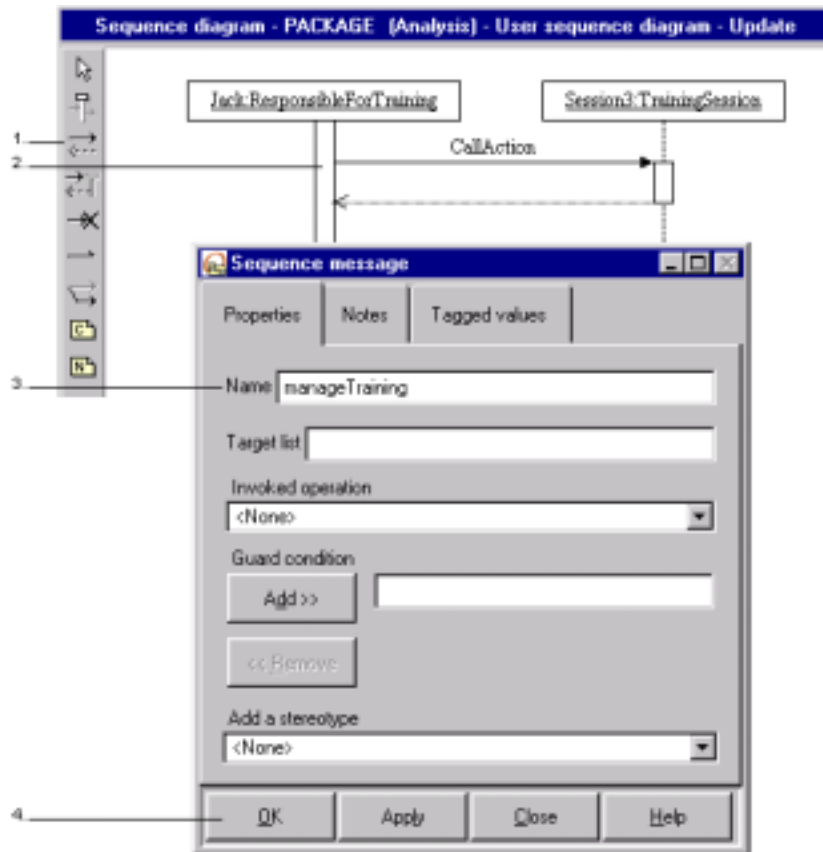 Sequence diagram - PACKAGE (Analysis) - User sequence diagram - Update
Jack:ResponsibleForTraining
Session3:TrainingSession
1
2
CallAction
Sequence message
Properties
Notes
Tagged values
C
N
3
Name manageTraining
Target list
Invoked operation
<None>
Guard condition
Add >>
<< Remove
Add a stereotype
<None>
4
OK
Apply
Close
Help